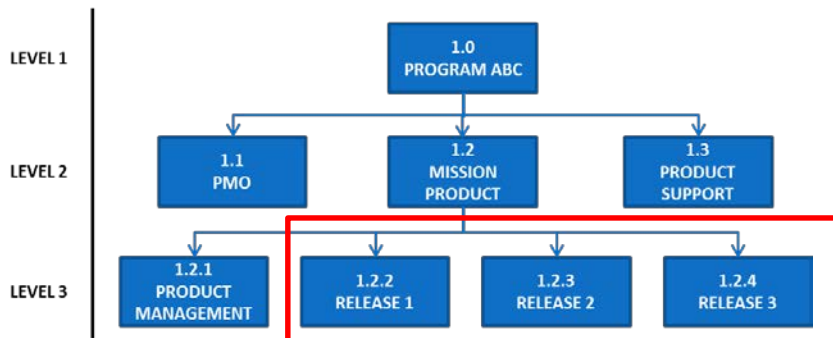 LEVEL 1
1.0
PROGRAM ABC
LEVEL 2
1.1
PMO
1.2
MISSION
PRODUCT
1.3
PRODUCT
SUPPORT
LEVEL 3
1.2.1
PRODUCT
MANAGEMENT
1.2.2
RELEASE 1
1.2.3
RELEASE 2
1.2.4
RELEASE 3